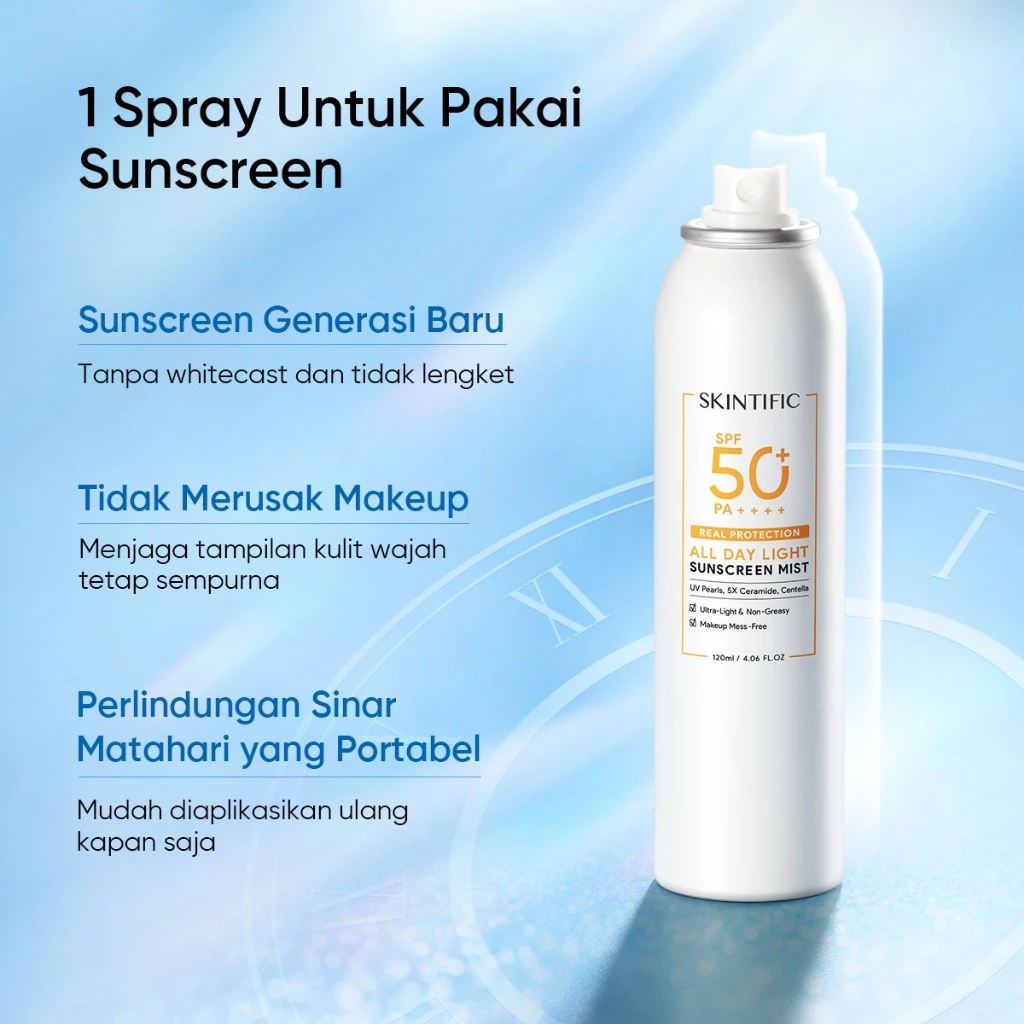 1 Spray Untuk Pakai
Sunscreen
Sunscreen Generasi Baru
Tanpa whitecast dan tidak lengket
Tidak Merusak Makeup
Menjaga tampilan kulit wajah
tetap sempurna
Perlindungan Sinar
Matahari yang Portabel
Mudah diaplikasikan ulang
kapan saja
SKINTIFIC
SPF
50+
PA++++
REAL PROTECTION
ALL DAY LIGHT
SUNSCREEN MIST
UV Pearls, 5X Ceramide, Centella
☑ Ultra-Light & Non-Greasy
☑ Makeup Mess-Free
120ml / 4.06 FL.OZ
XI
I